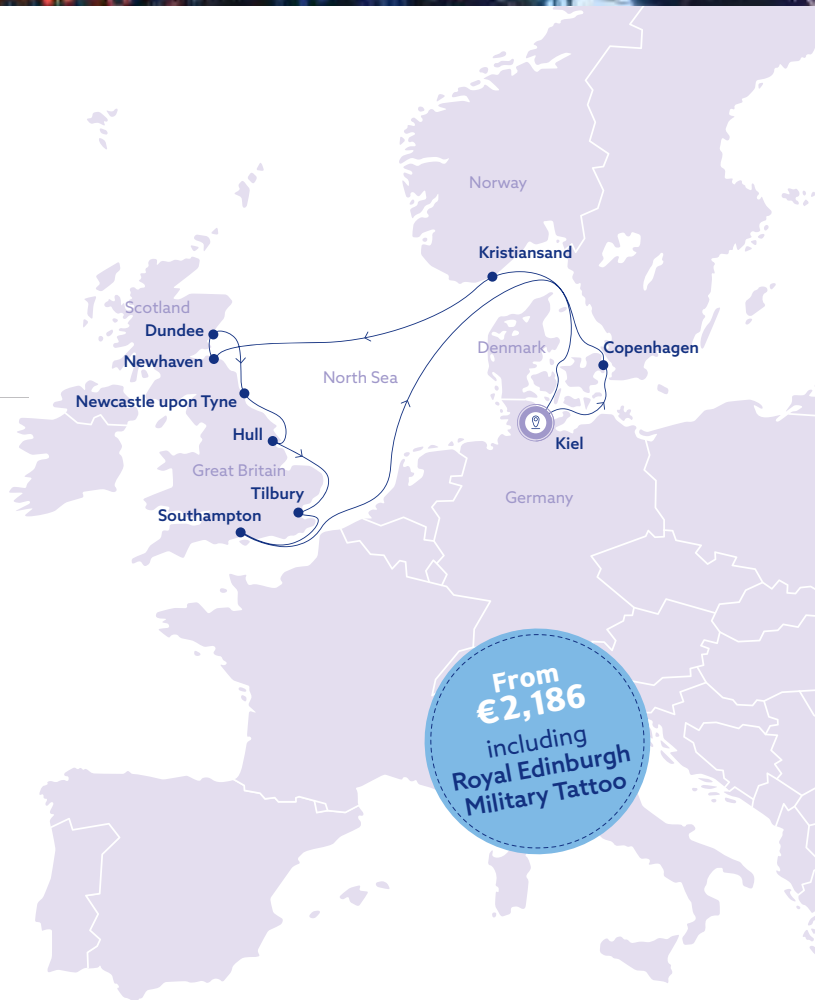 Norway
Kristiansand
Scotland
Dundee
Denmark
Copenhagen
Newhaven
North Sea
Newcastle upon Tyne
Hull
Kiel
Great Britain
Tilbury
Germany
Southampton
From
€2,186
including
Royal Edinburgh
Military Tattoo